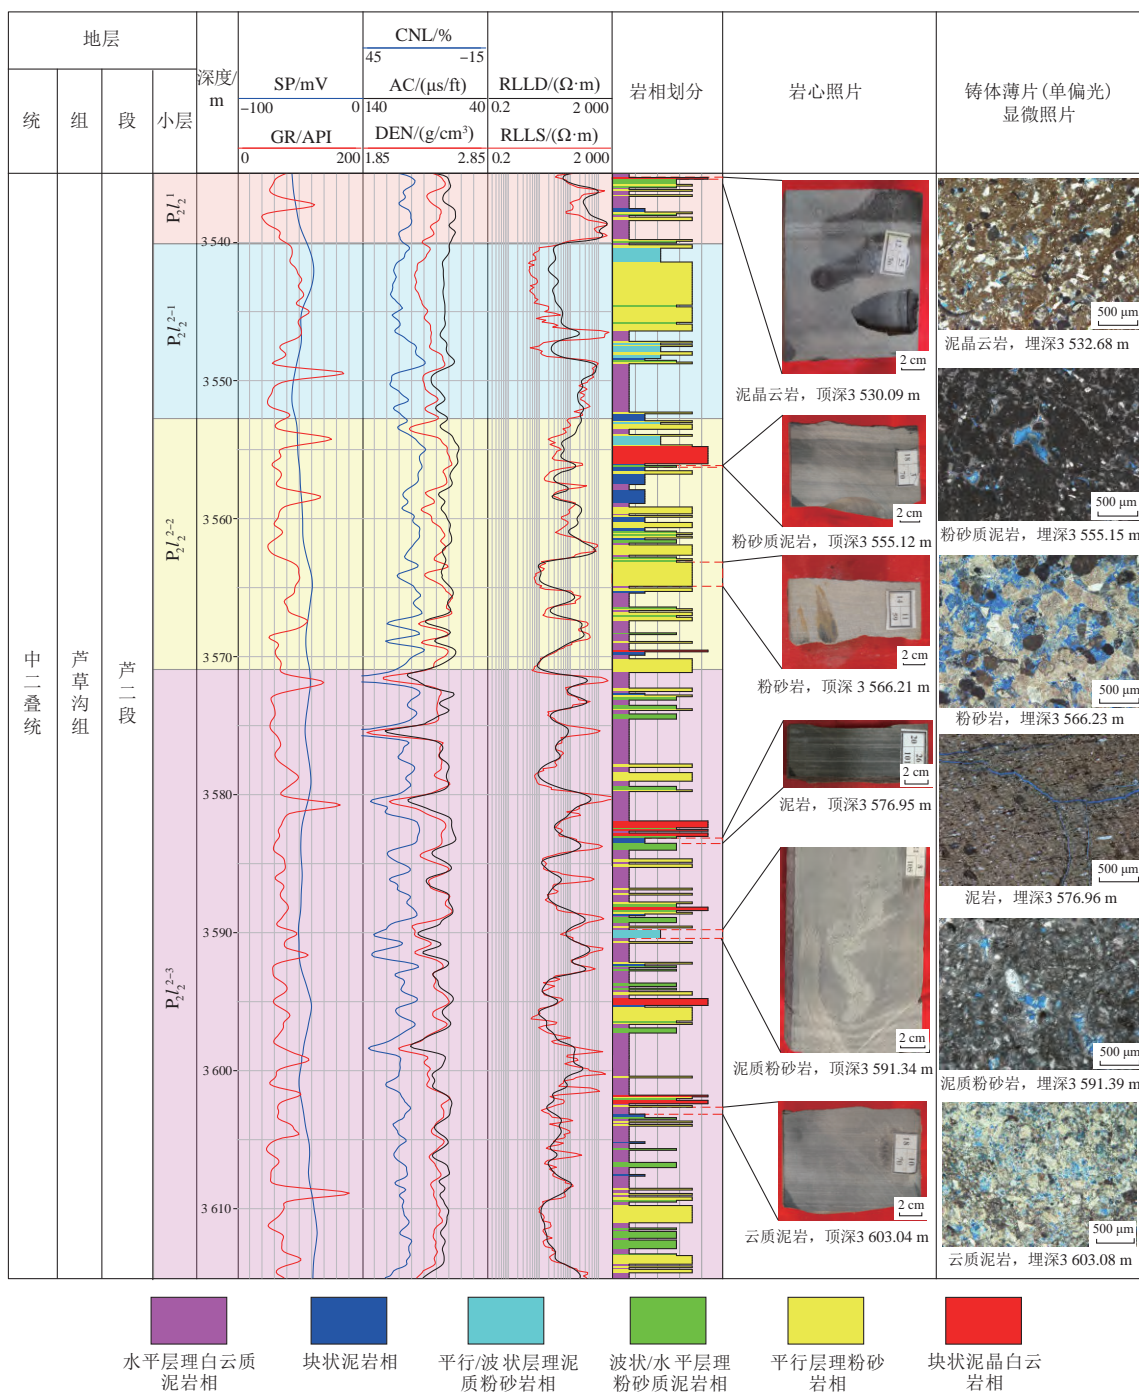 地层
统
组
段
小层
深度/
m
SP/mV
−100 0
GR/API
0 200
CNL/%
45 −15
AC/(μs/ft)
140 40
DEN/(g/cm³)
1.85 2.85
RLLD/(Ω·m)
0.2 2 000
RLLS/(Ω·m)
0.2 2 000
岩相划分
岩心照片
铸体薄片(单偏光)
显微照片
中二叠统
芦草沟组
芦二段
P₂l₂¹
P₂l₂²⁻¹
P₂l₂²⁻²
P₂l₂²⁻³
3 540
3 550
3 560
3 570
3 580
3 590
3 600
3 610
2 cm
泥晶云岩，顶深3 530.09 m
2 cm
粉砂质泥岩，顶深3 555.12 m
2 cm
粉砂岩，顶深 3 566.21 m
2 cm
泥岩，顶深3 576.95 m
2 cm
泥质粉砂岩，顶深3 591.34 m
2 cm
云质泥岩，顶深3 603.04 m
500 μm
泥晶云岩，埋深3 532.68 m
500 μm
粉砂质泥岩，埋深3 555.15 m
500 μm
粉砂岩，埋深3 566.23 m
500 μm
泥岩，埋深3 576.96 m
500 μm
泥质粉砂岩，埋深3 591.39 m
500 μm
云质泥岩，埋深3 603.08 m
水平层理白云质
泥岩相
块状泥岩相
平行/波状层理泥
质粉砂岩相
波状/水平层理
粉砂质泥岩相
平行层理粉砂
岩相
块状泥晶白云
岩相